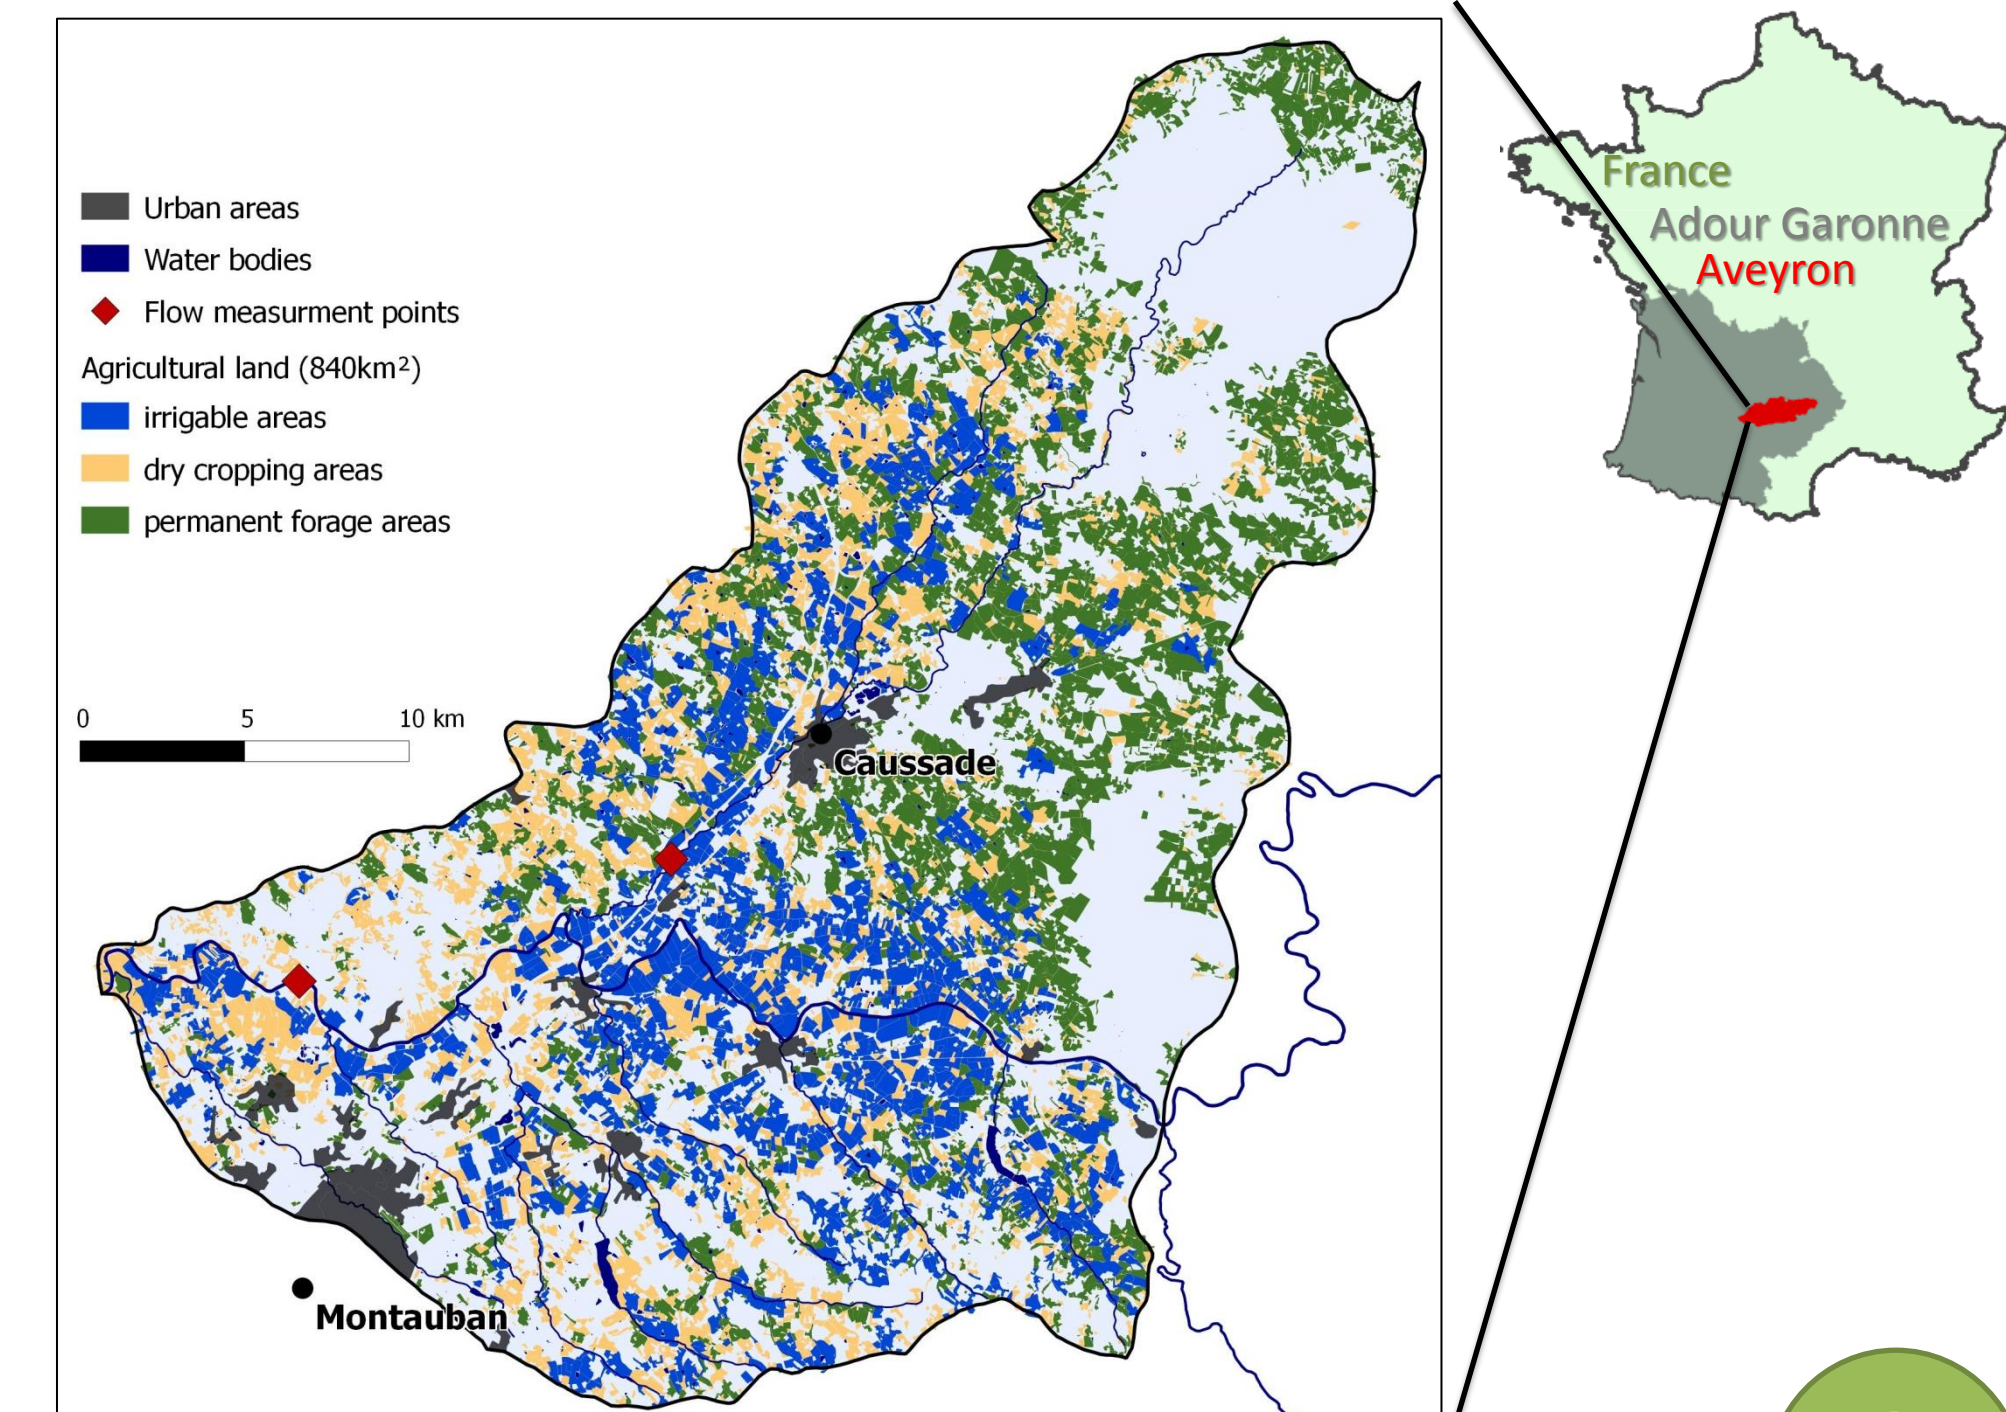 Urban areas
Water bodies
Flow measurment points
Agricultural land (840km²)
irrigable areas
dry cropping areas
permanent forage areas
0 5 10 km
Caussade
Montauban
France
Adour Garonne
Aveyron